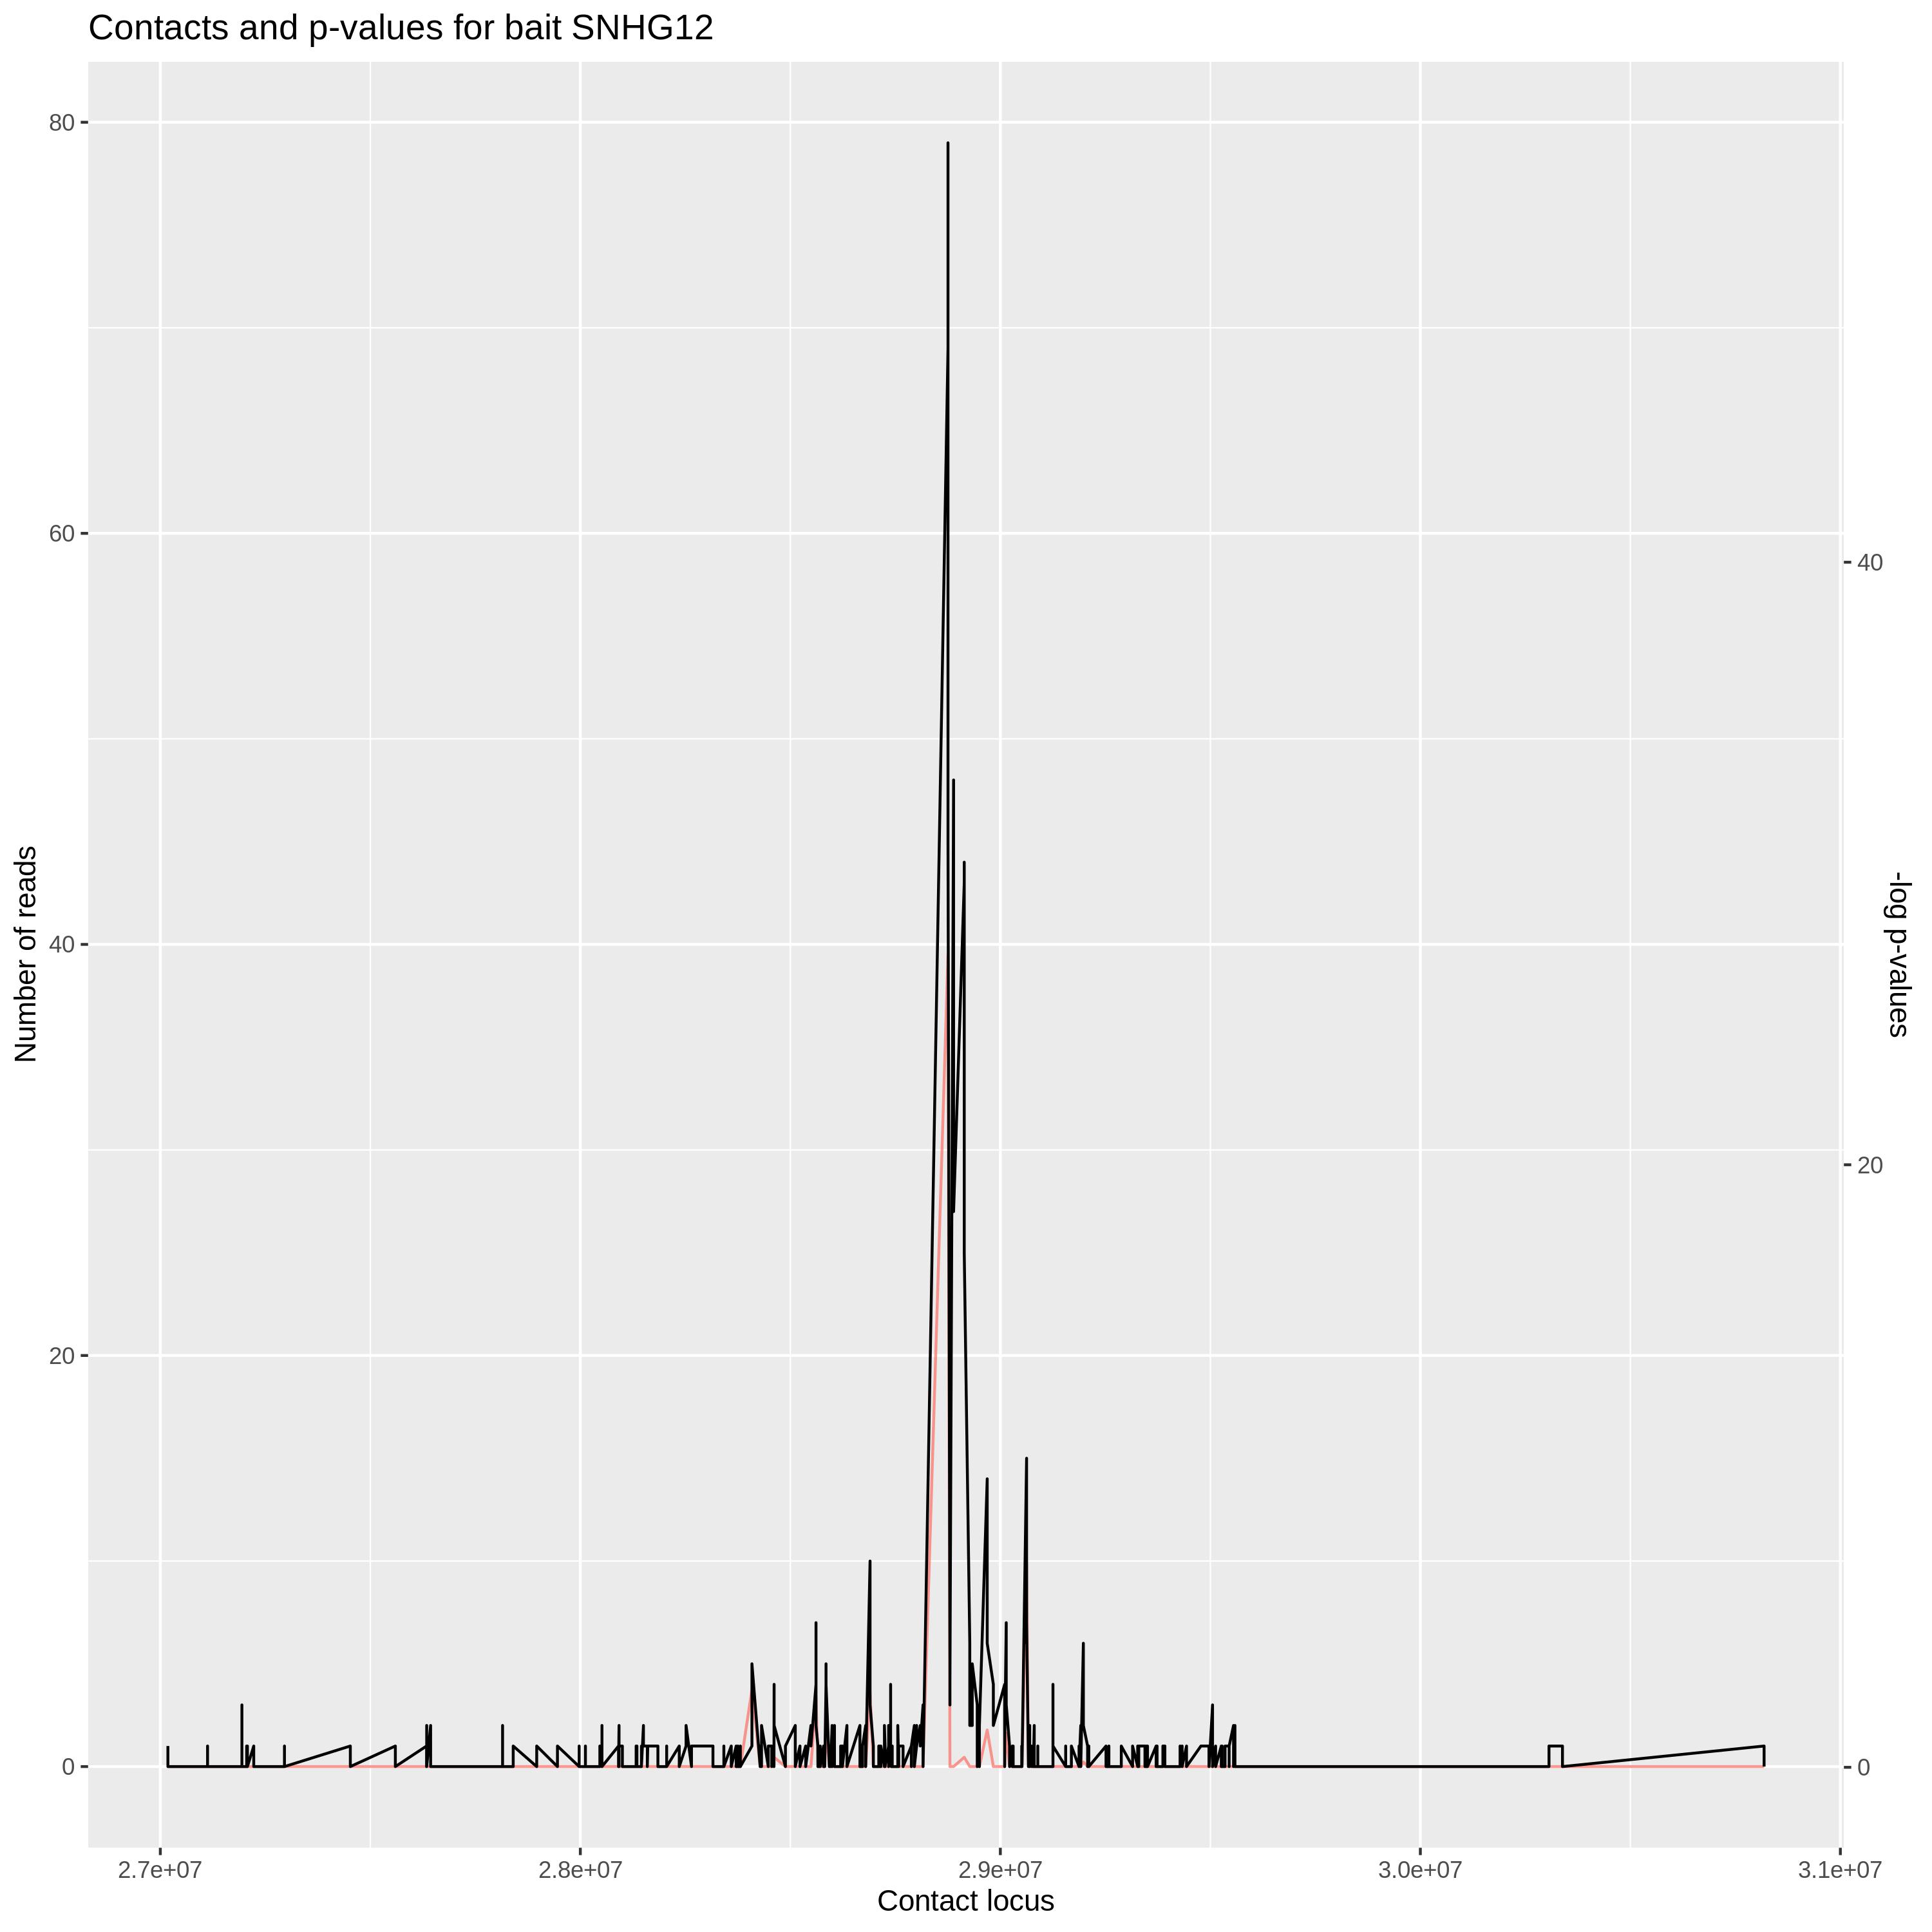 Contacts and p-values for bait SNHG12
80
60
40
20
0
Number of reads
40
20
0
-log p-values
2.7e+07
2.8e+07
2.9e+07
3.0e+07
3.1e+07
Contact locus